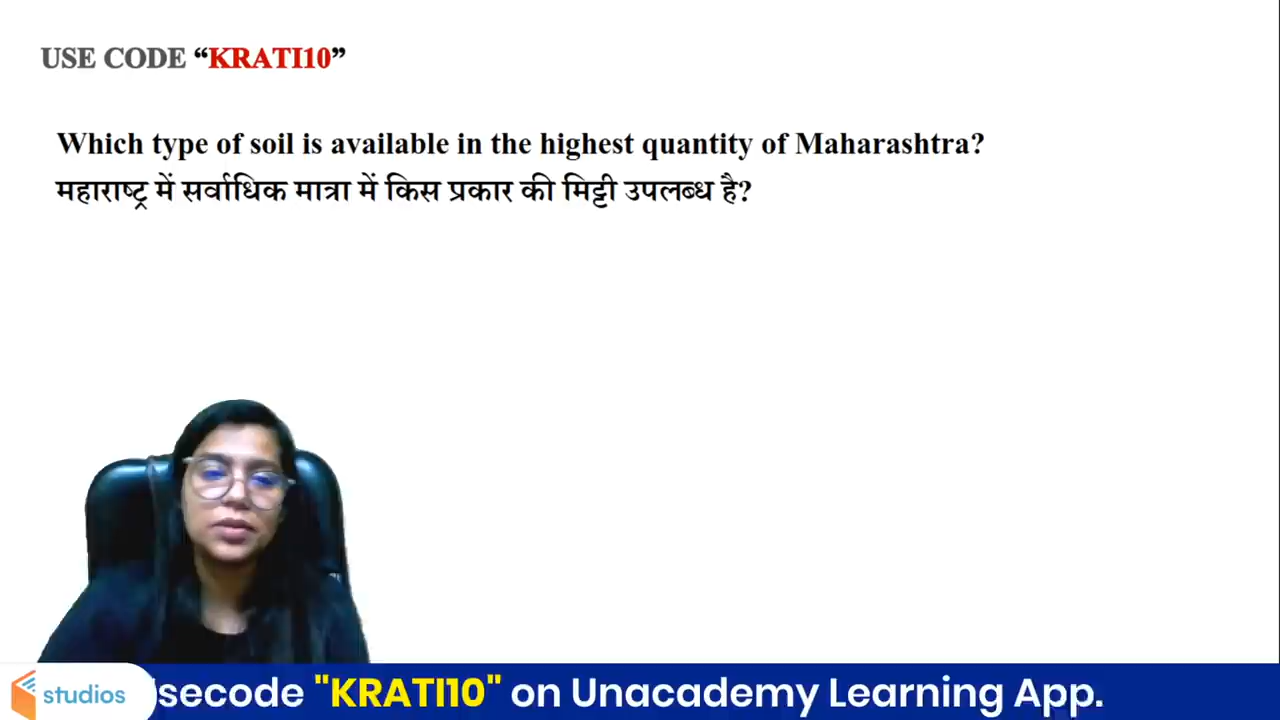 USE CODE “KRATI10”
Which type of soil is available in the highest quantity of Maharashtra?
महाराष्ट्र में सर्वाधिक मात्रा में किस प्रकार की मिट्टी उपलब्ध है?
studios
secode "KRATI10" on Unacademy Learning App.